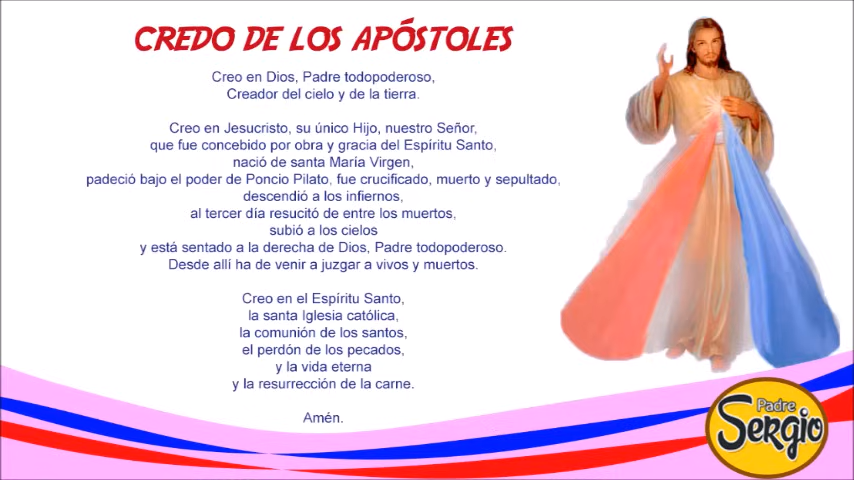 CREDO DE LOS APÓSTOLES
Creo en Dios, Padre todopoderoso,
Creador del cielo y de la tierra.
Creo en Jesucristo, su único Hijo, nuestro Señor,
que fue concebido por obra y gracia del Espíritu Santo,
nació de santa María Virgen,
padeció bajo el poder de Poncio Pilato, fue crucificado, muerto y sepultado,
descendió a los infiernos,
al tercer día resucitó de entre los muertos,
subió a los cielos
y está sentado a la derecha de Dios, Padre todopoderoso.
Desde allí ha de venir a juzgar a vivos y muertos.
Creo en el Espíritu Santo,
la santa Iglesia católica,
la comunión de los santos,
el perdón de los pecados,
y la vida eterna
y la resurrección de la carne.
Amén.
Padre
Sergio